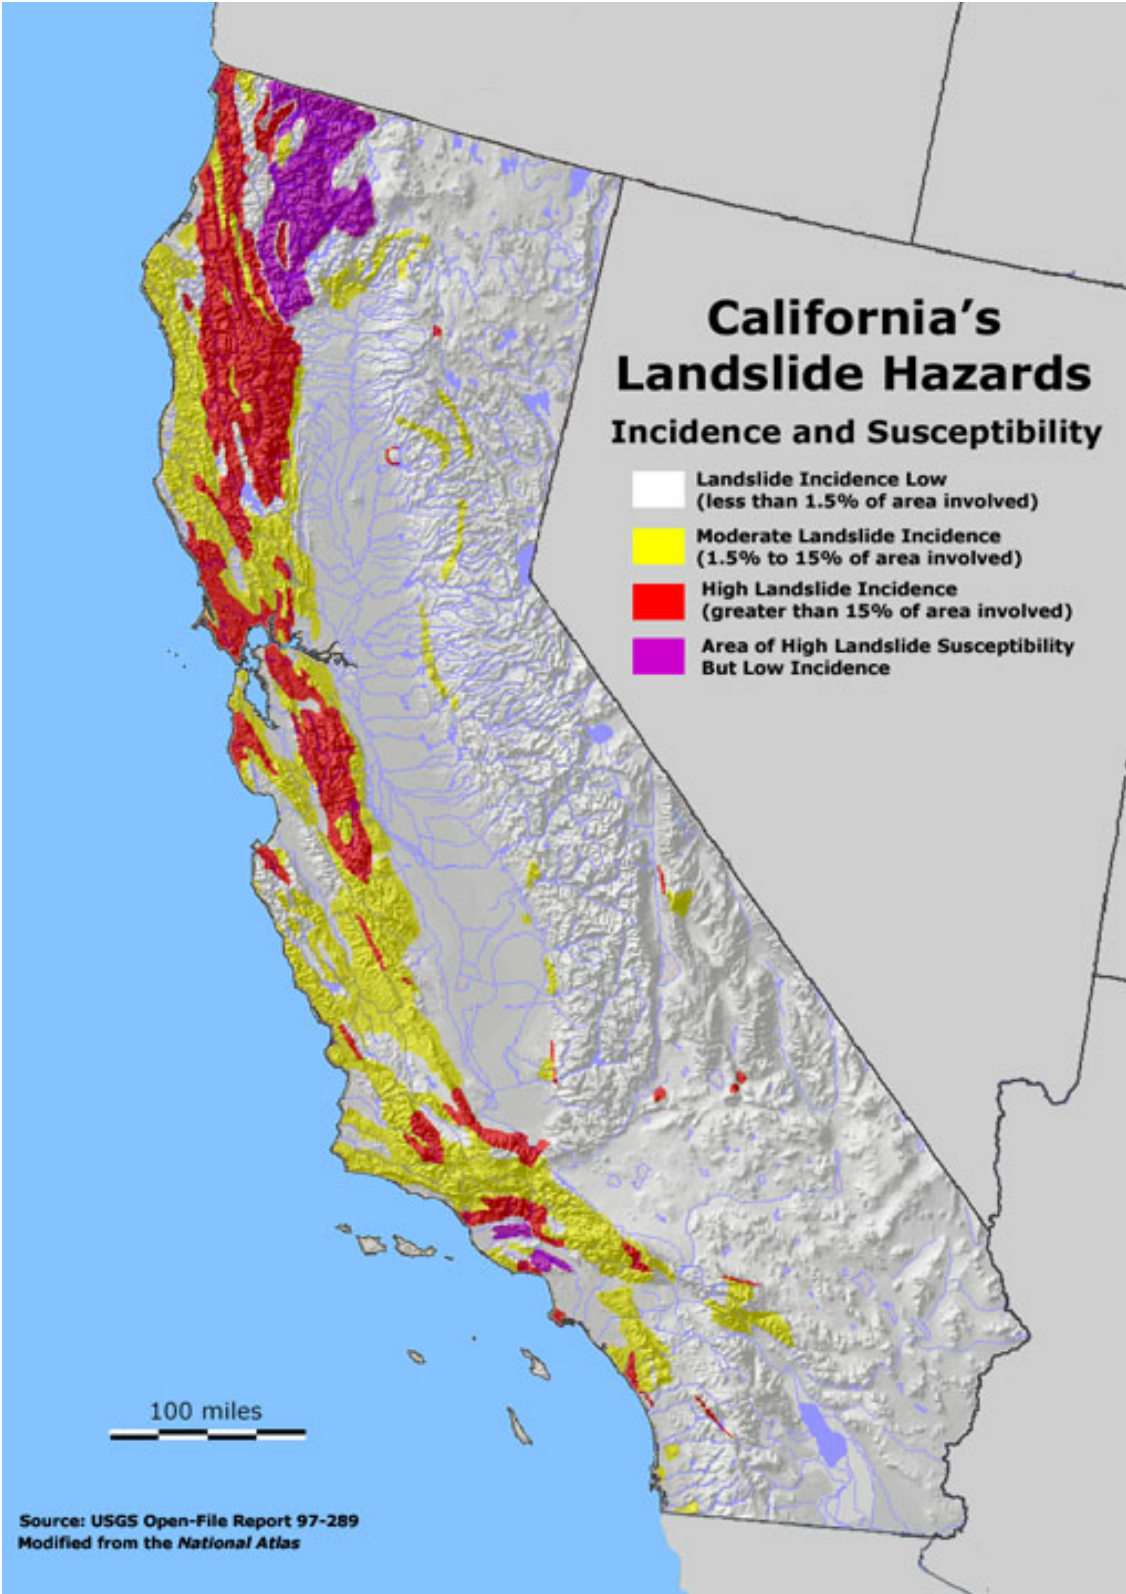 California’s
Landslide Hazards
Incidence and Susceptibility
Landslide Incidence Low
(less than 1.5% of area involved)
Moderate Landslide Incidence
(1.5% to 15% of area involved)
High Landslide Incidence
(greater than 15% of area involved)
Area of High Landslide Susceptibility
But Low Incidence
100 miles
Source: USGS Open-File Report 97-289
Modified from the National Atlas